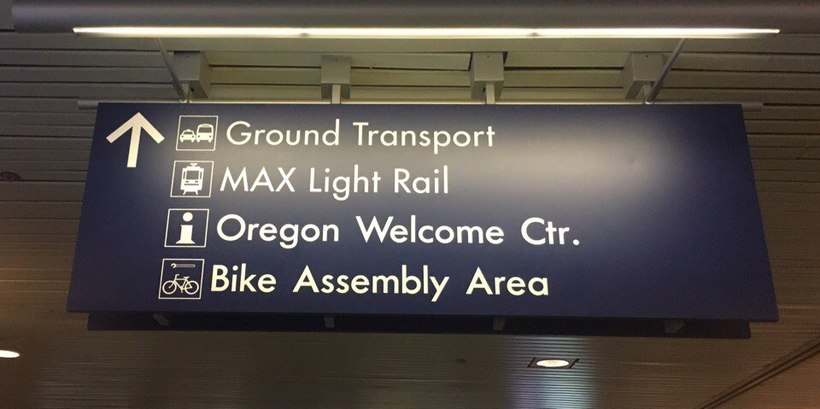 Ground Transport
MAX Light Rail
Oregon Welcome Ctr.
Bike Assembly Area